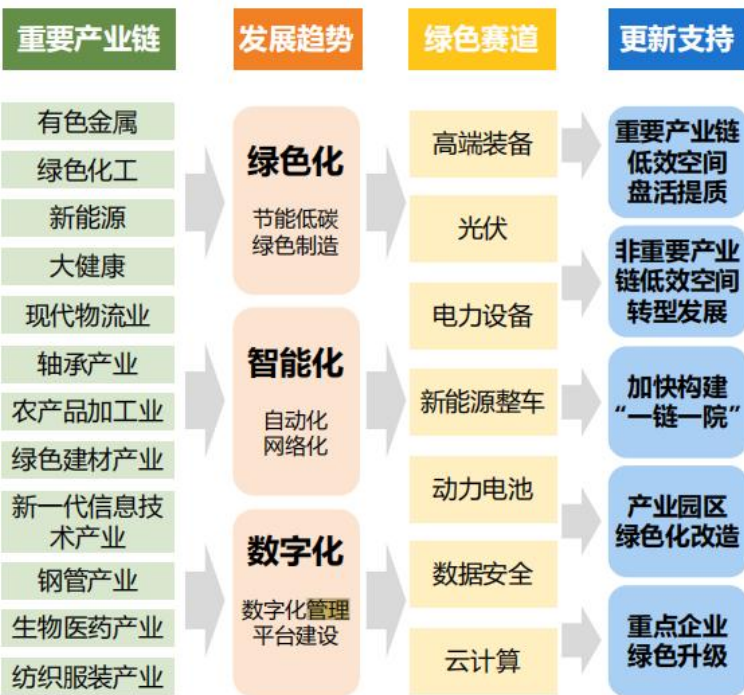 重要产业链
有色金属
绿色化工
新能源
大健康
现代物流业
轴承产业
农产品加工业
绿色建材产业
新一代信息技
术产业
钢管产业
生物医药产业
纺织服装产业
发展趋势
绿色化
节能低碳
绿色制造
智能化
自动化
网络化
数字化
数字化管理
平台建设
绿色赛道
高端装备
光伏
电力设备
新能源整车
动力电池
数据安全
云计算
更新支持
重要产业链
低效空间
盘活提质
非重要产业
链低效空间
转型发展
加快构建
“一链一院”
产业园区
绿色化改造
重点企业
绿色升级